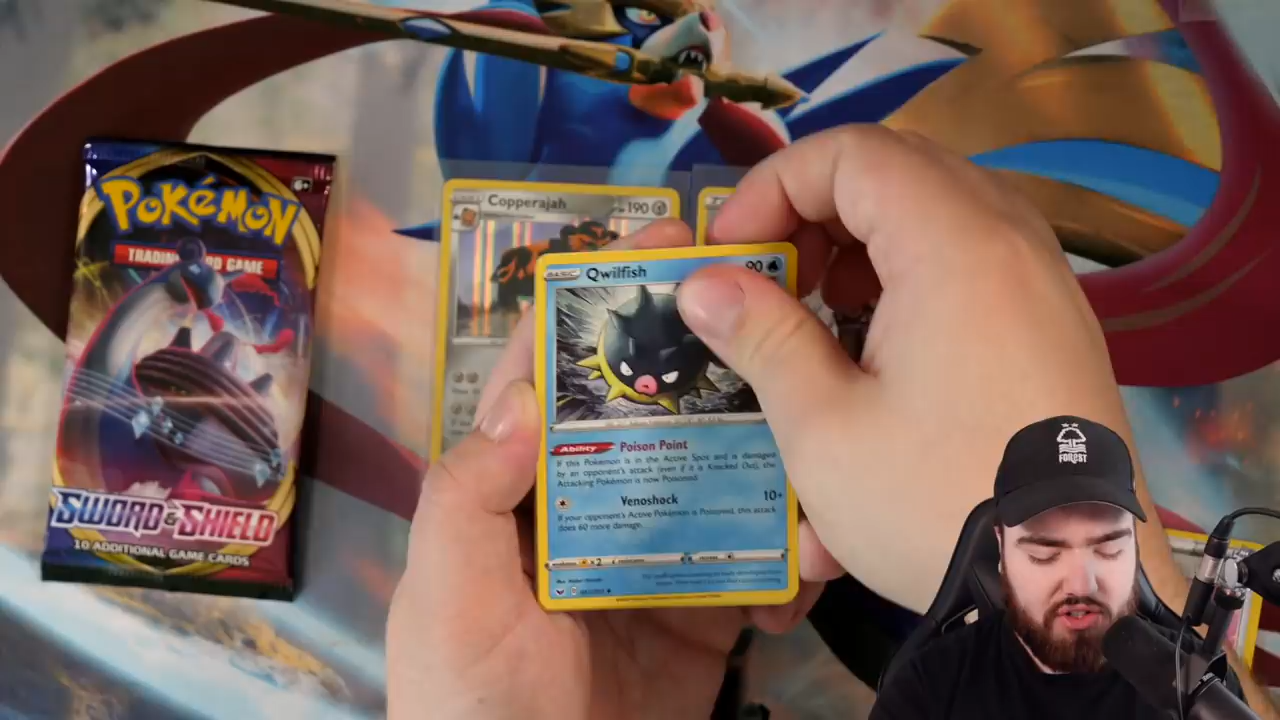 POKéMON
TRADING CARD GAME
SWORD & SHIELD
10 ADDITIONAL GAME CARDS
Copperajah
190
BASIC
Qwilfish
90
Ability
Poison Point
If this Pokémon is in the Active Spot and is damaged
by an opponent's attack (even if it is Knocked Out), the
Attacking Pokémon is now Poisoned.
Venoshock
10+
If your opponent's Active Pokémon is Poisoned, this attack
does 60 more damage.
weakness
x2
resistance
FOREST